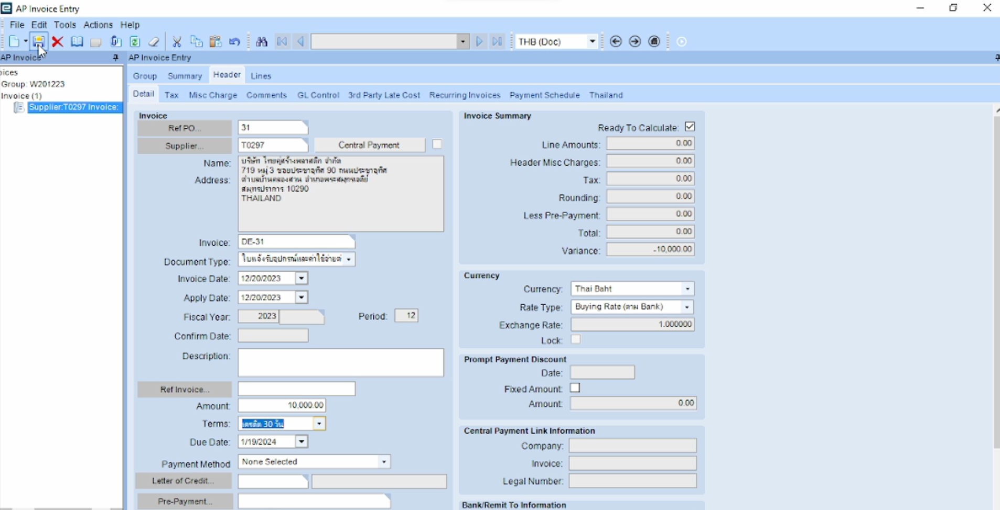 AP Invoice Entry
File Edit Tools Actions Help
THB (Doc)
AP Invoice
AP Invoice Entry
oices
Group: W201223
Invoice (1)
Supplier:T0297 Invoice:
Group Summary Header Lines
Detail Tax Misc Charge Comments GL Control 3rd Party Late Cost Recurring Invoices Payment Schedule Thailand
Invoice
Ref PO... 31
Supplier... T0297 Central Payment
Name: บริษัท ไทยคู่สร้างพลาสติก จำกัด
Address: 719 หมู่ 3 ซอยประชาอุทิศ 90 ถนนประชาอุทิศ
ตำบลบ้านคลองสวน อำเภอพระสมุทรเจดีย์
สมุทรปราการ 10290
THAILAND
Invoice: DE-31
Document Type: ใบแจ้งรับอุปกรณ์และค่าใช้จ่ายต่
Invoice Date: 12/20/2023
Apply Date: 12/20/2023
Fiscal Year: 2023 Period: 12
Confirm Date:
Description:
Ref Invoice...
Amount: 10,000.00
Terms: เครดิต 30 วัน
Due Date: 1/19/2024
Payment Method None Selected
Letter of Credit...
Pre-Payment...
Invoice Summary
Ready To Calculate:
Line Amounts: 0.00
Header Misc Charges: 0.00
Tax: 0.00
Rounding: 0.00
Less Pre-Payment: 0.00
Total: 0.00
Variance: -10,000.00
Currency
Currency: Thai Baht
Rate Type: Buying Rate (ตาม Bank)
Exchange Rate: 1.000000
Lock:
Prompt Payment Discount
Date:
Fixed Amount:
Amount: 0.00
Central Payment Link Information
Company:
Invoice:
Legal Number:
Bank/Remit To Information